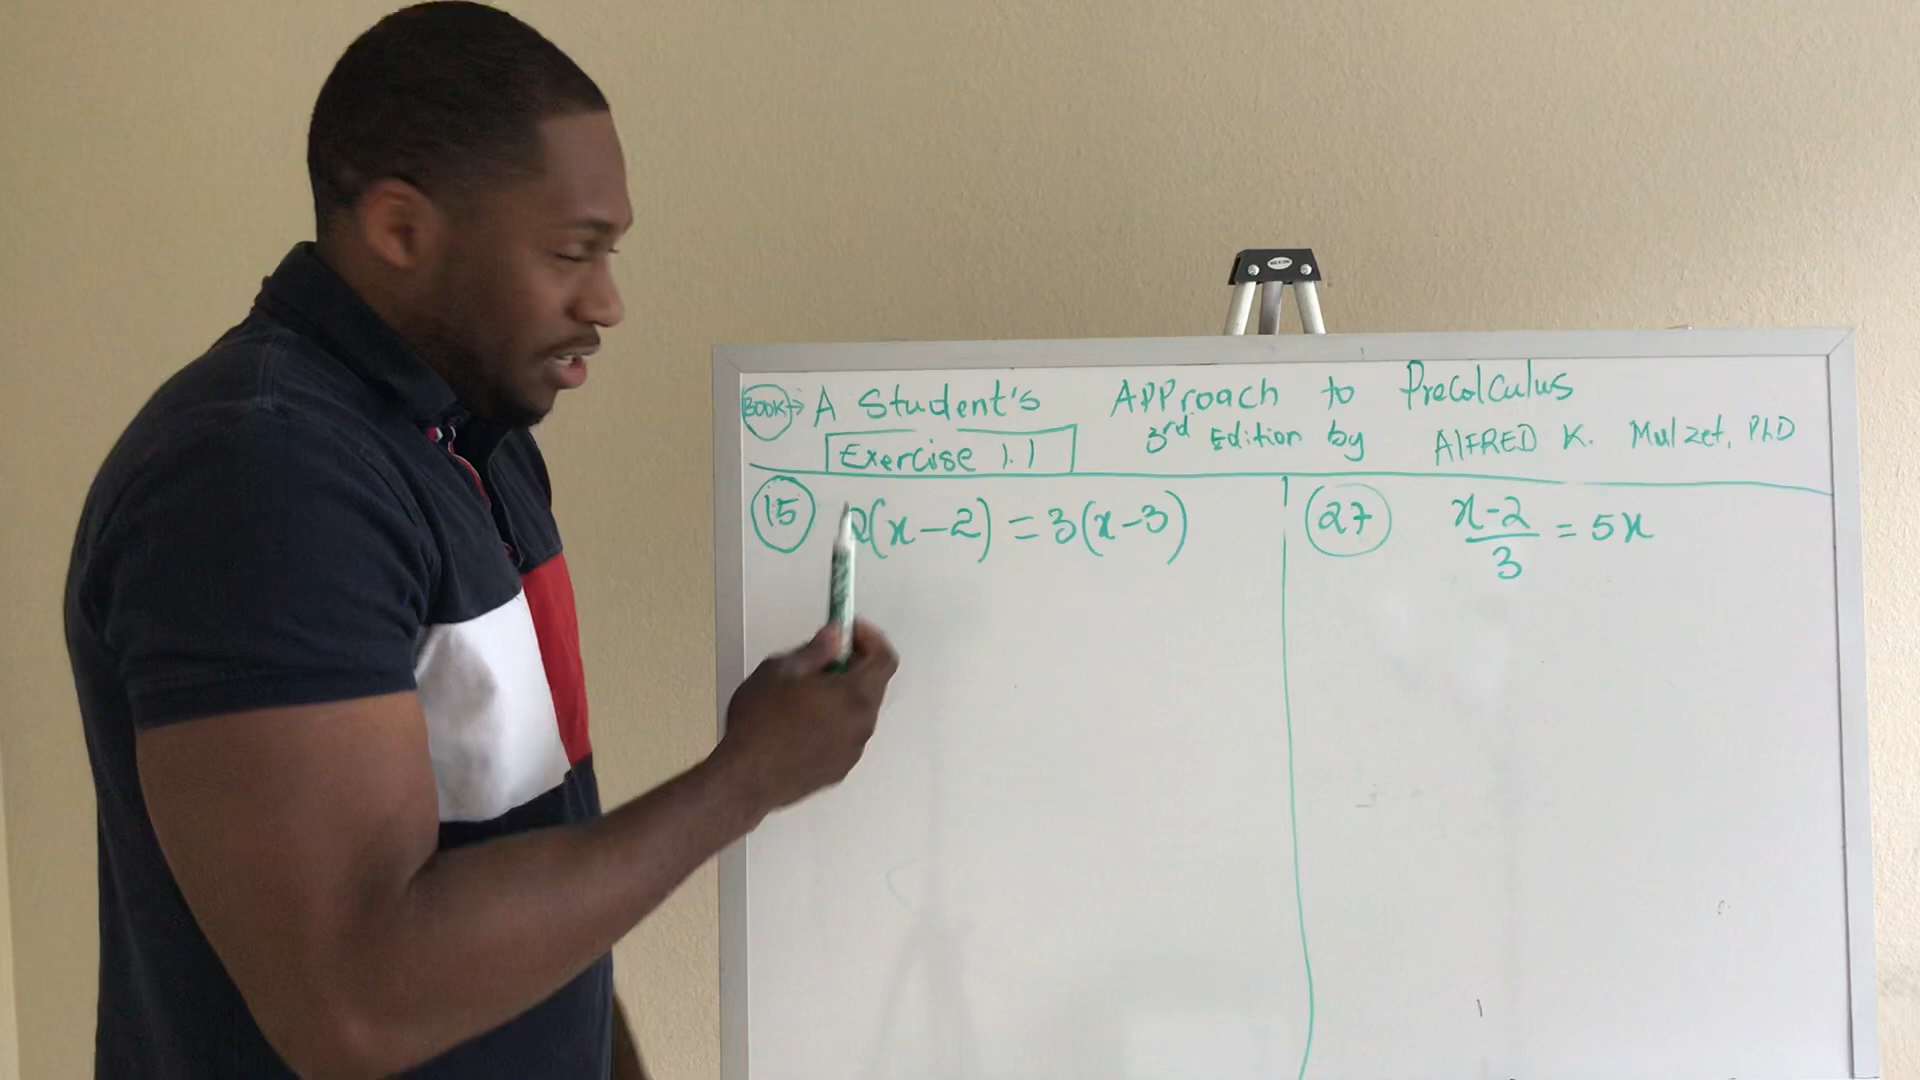 BOOK→ A Student's Approach to Precalculus
3rd Edition by AlFRED K. Mulzet, PhD
Exercise 1.1
15 2(x-2) = 3(x-3)
27 x-2
3 = 5x